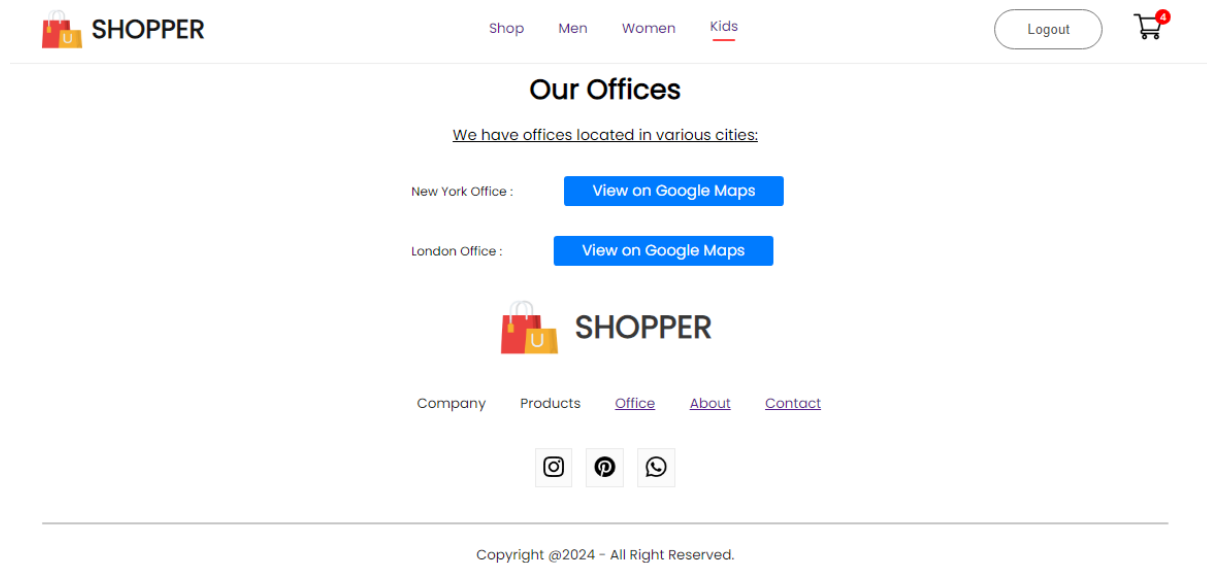 SHOPPER
Shop Men Women Kids
Logout
4
Our Offices
We have offices located in various cities:
New York Office : View on Google Maps
London Office : View on Google Maps
U SHOPPER
Company Products Office About Contact
Copyright @2024 - All Right Reserved.